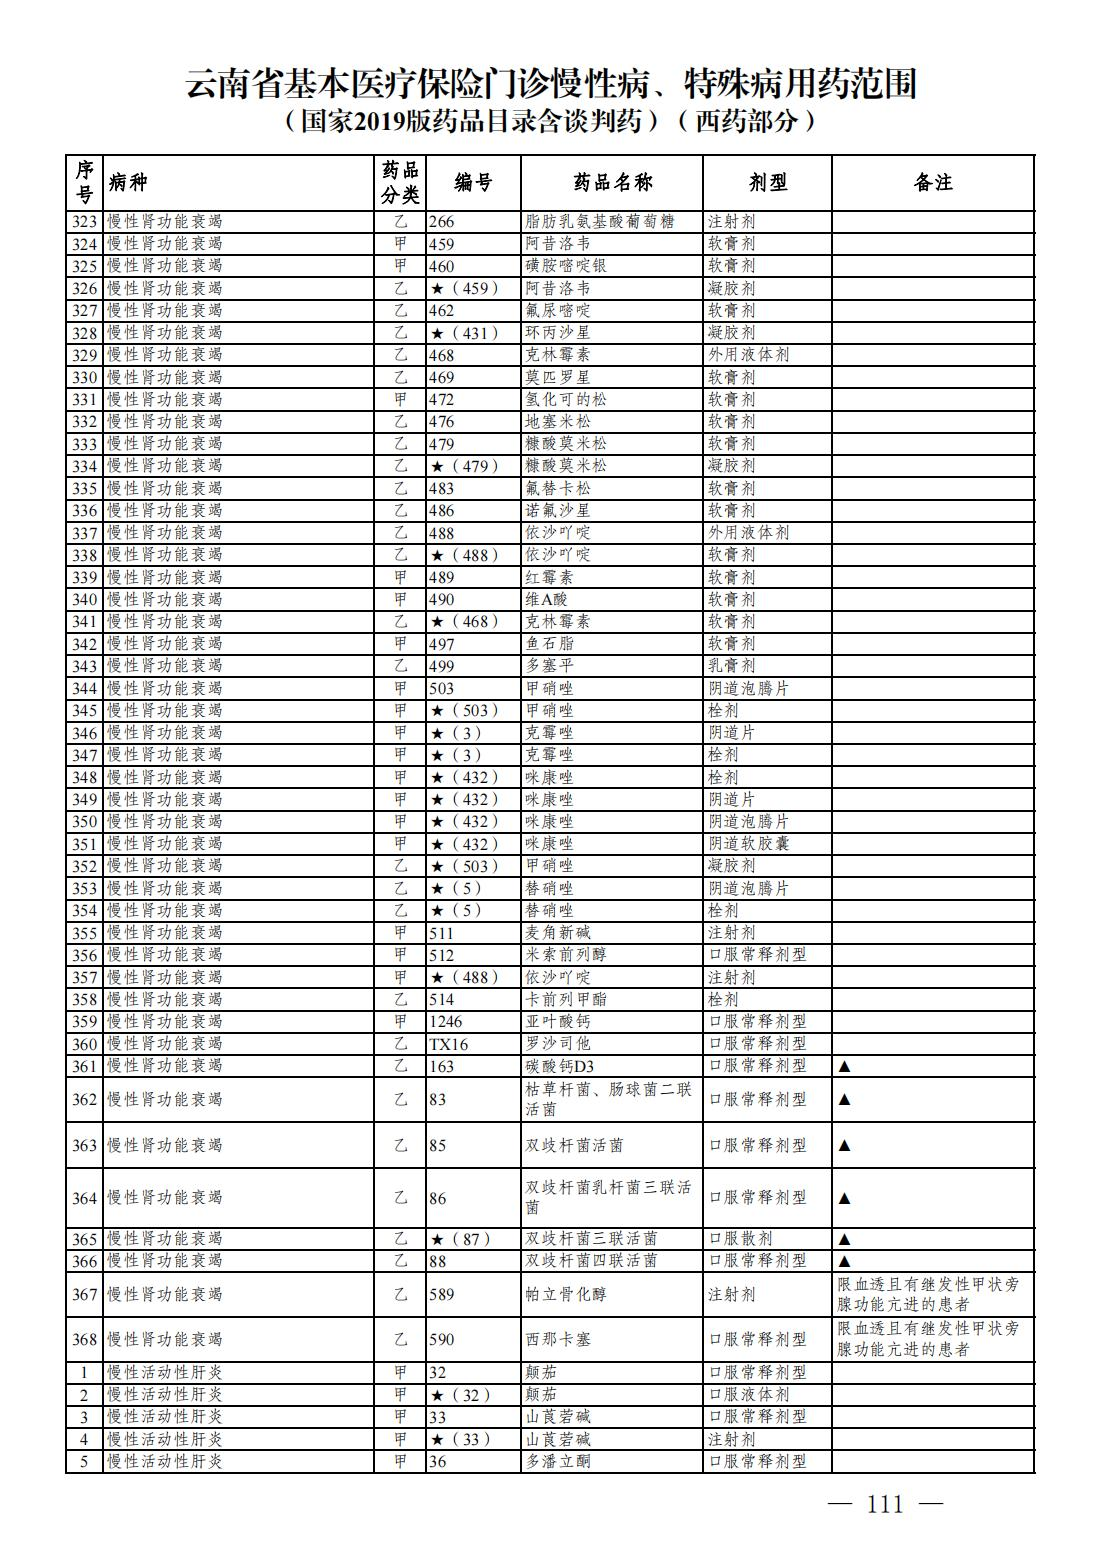 云南省基本医疗保险门诊慢性病、特殊病用药范围
（国家2019版药品目录含谈判药）（西药部分）
序号 病种 药品分类 编号 药品名称 剂型 备注
323 慢性肾功能衰竭 乙 266 脂肪乳氨基酸葡萄糖 注射剂
324 慢性肾功能衰竭 甲 459 阿昔洛韦 软膏剂
325 慢性肾功能衰竭 甲 460 磺胺嘧啶银 软膏剂
326 慢性肾功能衰竭 乙 ★（459） 阿昔洛韦 凝胶剂
327 慢性肾功能衰竭 乙 462 氟尿嘧啶 软膏剂
328 慢性肾功能衰竭 乙 ★（431） 环丙沙星 凝胶剂
329 慢性肾功能衰竭 乙 468 克林霉素 外用液体剂
330 慢性肾功能衰竭 乙 469 莫匹罗星 软膏剂
331 慢性肾功能衰竭 甲 472 氢化可的松 软膏剂
332 慢性肾功能衰竭 乙 476 地塞米松 软膏剂
333 慢性肾功能衰竭 乙 479 糠酸莫米松 软膏剂
334 慢性肾功能衰竭 乙 ★（479） 糠酸莫米松 凝胶剂
335 慢性肾功能衰竭 乙 483 氟替卡松 软膏剂
336 慢性肾功能衰竭 乙 486 诺氟沙星 软膏剂
337 慢性肾功能衰竭 乙 488 依沙吖啶 外用液体剂
338 慢性肾功能衰竭 乙 ★（488） 依沙吖啶 软膏剂
339 慢性肾功能衰竭 甲 489 红霉素 软膏剂
340 慢性肾功能衰竭 甲 490 维A酸 软膏剂
341 慢性肾功能衰竭 乙 ★（468） 克林霉素 软膏剂
342 慢性肾功能衰竭 甲 497 鱼石脂 软膏剂
343 慢性肾功能衰竭 乙 499 多塞平 乳膏剂
344 慢性肾功能衰竭 甲 503 甲硝唑 阴道泡腾片
345 慢性肾功能衰竭 甲 ★（503） 甲硝唑 栓剂
346 慢性肾功能衰竭 甲 ★（3） 克霉唑 阴道片
347 慢性肾功能衰竭 甲 ★（3） 克霉唑 栓剂
348 慢性肾功能衰竭 甲 ★（432） 咪康唑 栓剂
349 慢性肾功能衰竭 甲 ★（432） 咪康唑 阴道片
350 慢性肾功能衰竭 甲 ★（432） 咪康唑 阴道泡腾片
351 慢性肾功能衰竭 甲 ★（432） 咪康唑 阴道软胶囊
352 慢性肾功能衰竭 乙 ★（503） 甲硝唑 凝胶剂
353 慢性肾功能衰竭 乙 ★（5） 替硝唑 阴道泡腾片
354 慢性肾功能衰竭 乙 ★（5） 替硝唑 栓剂
355 慢性肾功能衰竭 甲 511 麦角新碱 注射剂
356 慢性肾功能衰竭 甲 512 米索前列醇 口服常释剂型
357 慢性肾功能衰竭 甲 ★（488） 依沙吖啶 注射剂
358 慢性肾功能衰竭 乙 514 卡前列甲酯 栓剂
359 慢性肾功能衰竭 甲 1246 亚叶酸钙 口服常释剂型
360 慢性肾功能衰竭 乙 TX16 罗沙司他 口服常释剂型
361 慢性肾功能衰竭 乙 163 碳酸钙D3 口服常释剂型 ▲
362 慢性肾功能衰竭 乙 83 枯草杆菌、肠球菌二联活菌 口服常释剂型 ▲
363 慢性肾功能衰竭 乙 85 双歧杆菌活菌 口服常释剂型 ▲
364 慢性肾功能衰竭 乙 86 双歧杆菌乳杆菌三联活菌 口服常释剂型 ▲
365 慢性肾功能衰竭 乙 ★（87） 双歧杆菌三联活菌 口服散剂 ▲
366 慢性肾功能衰竭 乙 88 双歧杆菌四联活菌 口服常释剂型 ▲
367 慢性肾功能衰竭 乙 589 帕立骨化醇 注射剂 限血透且有继发性甲状旁腺功能亢进的患者
368 慢性肾功能衰竭 乙 590 西那卡塞 口服常释剂型 限血透且有继发性甲状旁腺功能亢进的患者
1 慢性活动性肝炎 甲 32 颠茄 口服常释剂型
2 慢性活动性肝炎 甲 ★（32） 颠茄 口服液体剂
3 慢性活动性肝炎 甲 33 山莨菪碱 口服常释剂型
4 慢性活动性肝炎 甲 ★（33） 山莨菪碱 注射剂
5 慢性活动性肝炎 甲 36 多潘立酮 口服常释剂型
— 111 —